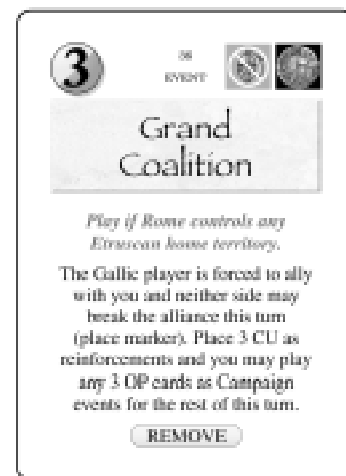 3
58
EVENT
Grand
Coalition
Play if Rome controls any
Etruscan home territory.
The Gallic player is forced to ally
with you and neither side may
break the alliance this turn
(place marker). Place 3 CU as
reinforcements and you may play
any 3 OP cards as Campaign
events for the rest of this turn.
REMOVE